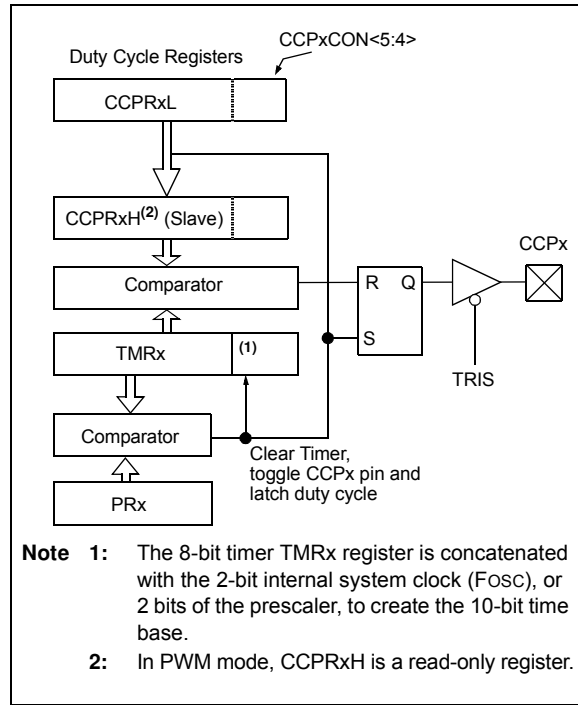 CCPxCON<5:4>
Duty Cycle Registers
CCPRxL
CCPRxH(2) (Slave)
CCPx
Comparator
R Q
S
TMRx (1)
TRIS
Comparator
Clear Timer,
toggle CCPx pin and
latch duty cycle
PRx
Note 1: The 8-bit timer TMRx register is concatenated
with the 2-bit internal system clock (FOSC), or
2 bits of the prescaler, to create the 10-bit time
base.
2: In PWM mode, CCPRxH is a read-only register.